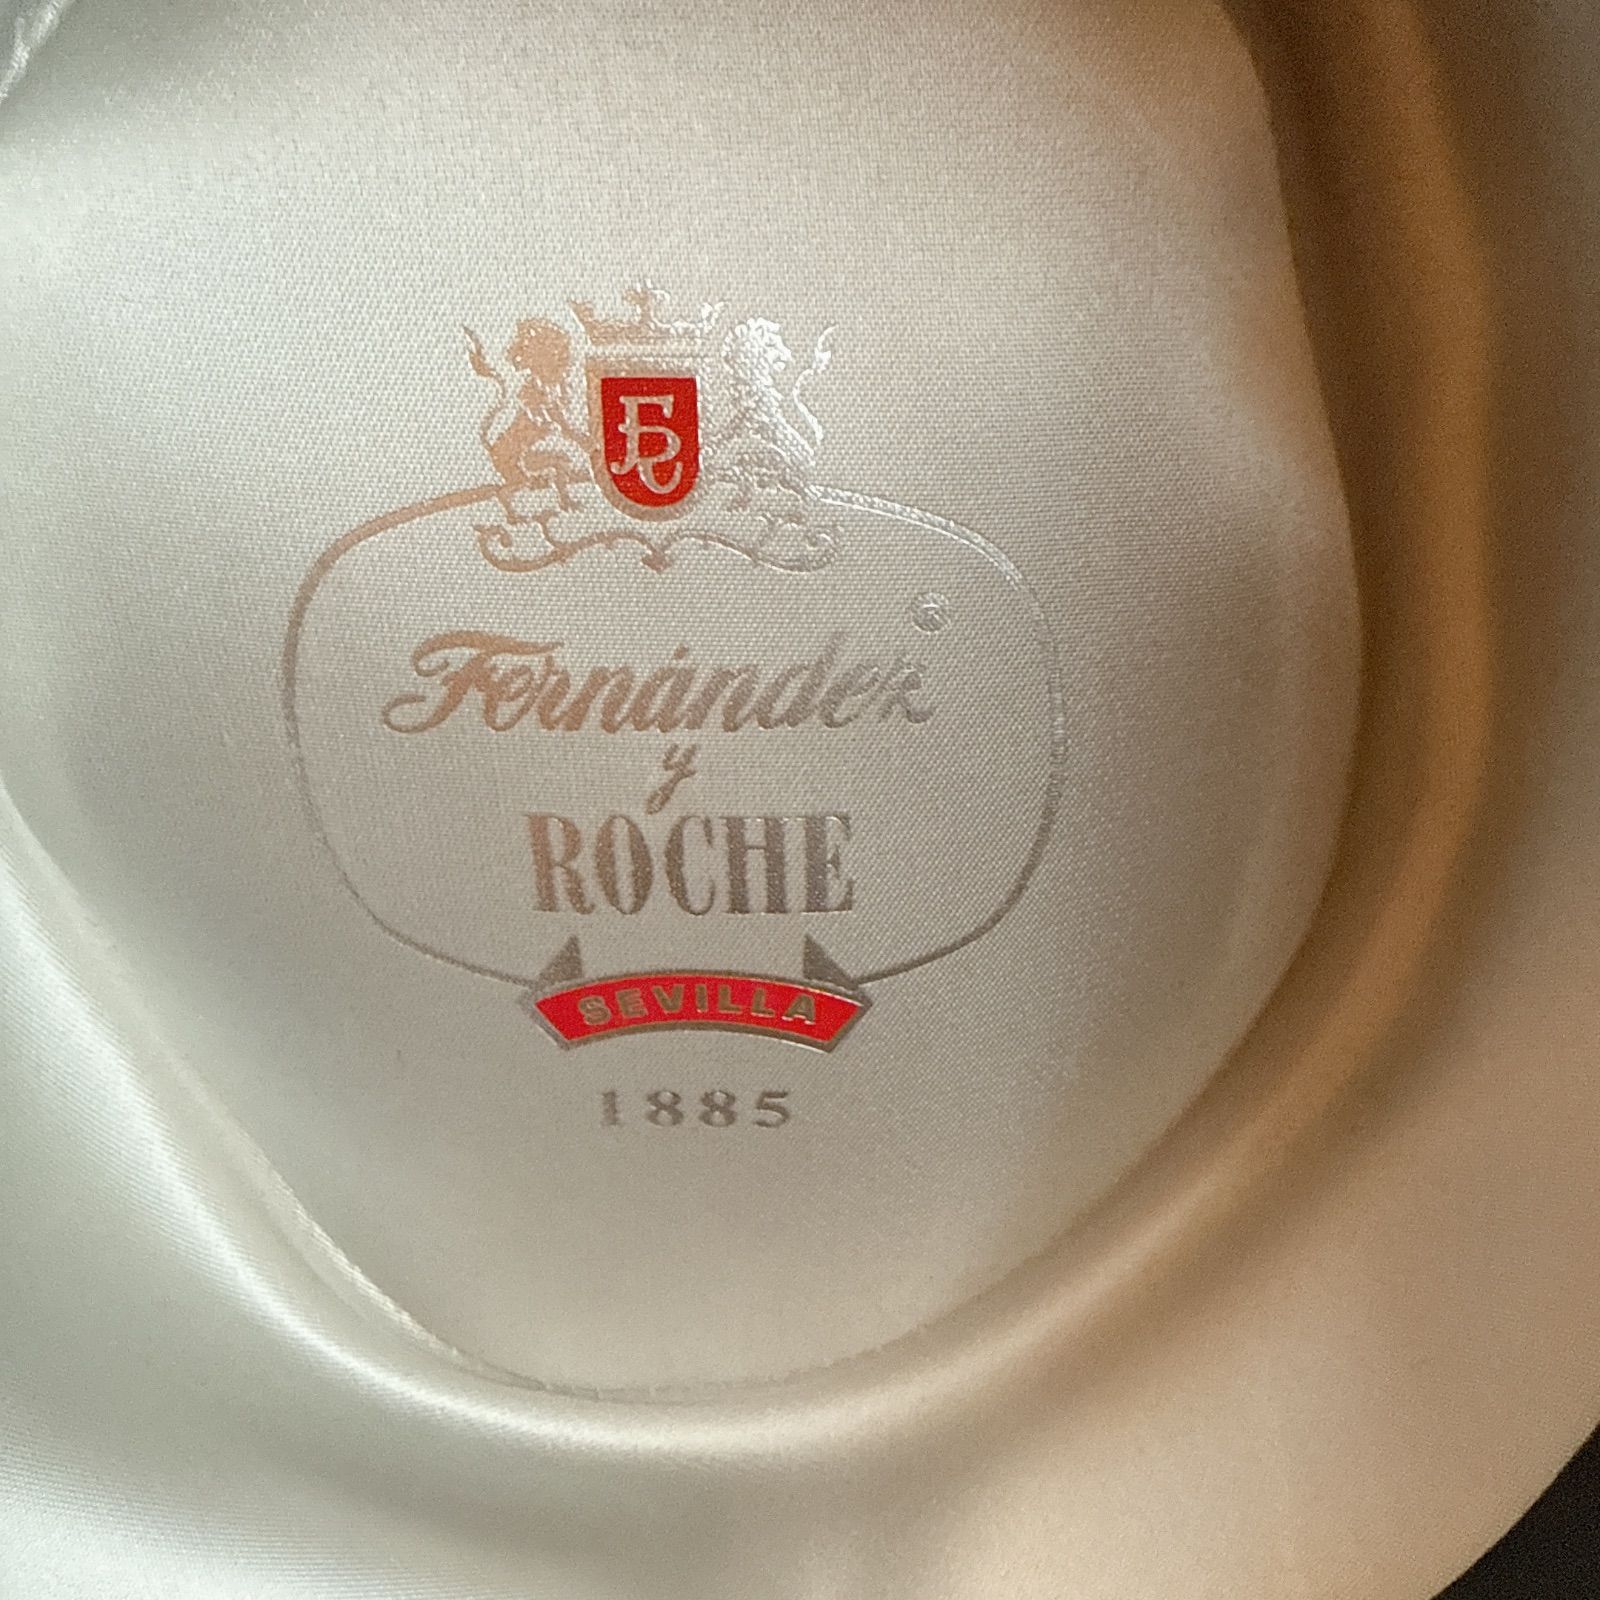 FR
®
Fernández
y
ROCHE
SEVILLA
1885